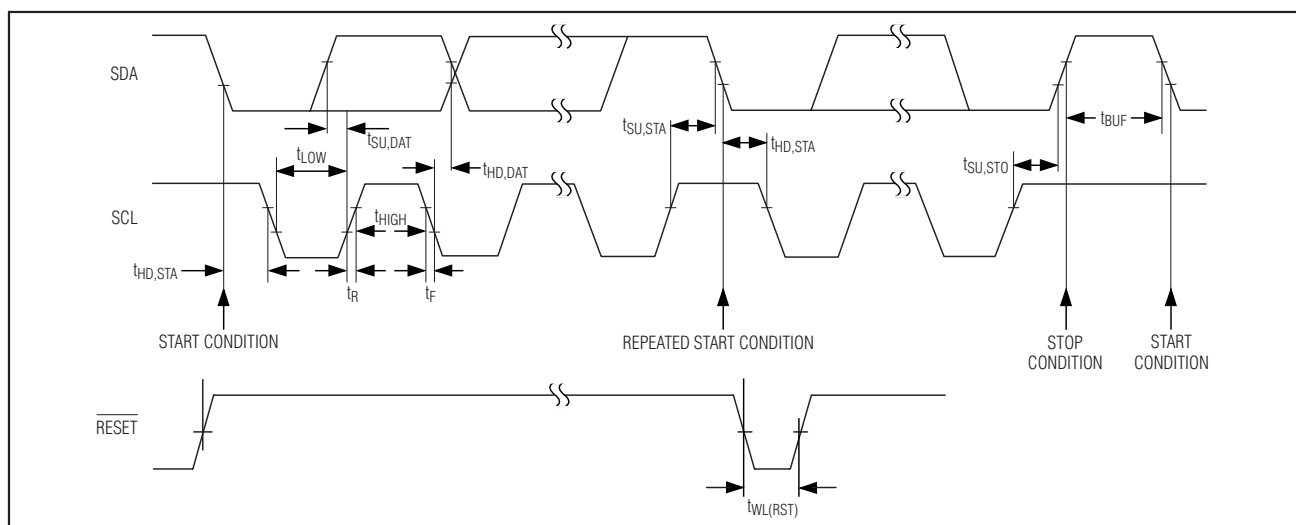 SDA
tSU,STA
tBUF
tSU,DAT
tHD,STA
tLOW
tHD,DAT
tSU,STO
SCL
tHIGH
tHD,STA
tR
tF
START CONDITION
REPEATED START CONDITION
STOP
CONDITION
START
CONDITION
RESET
tWL(RST)